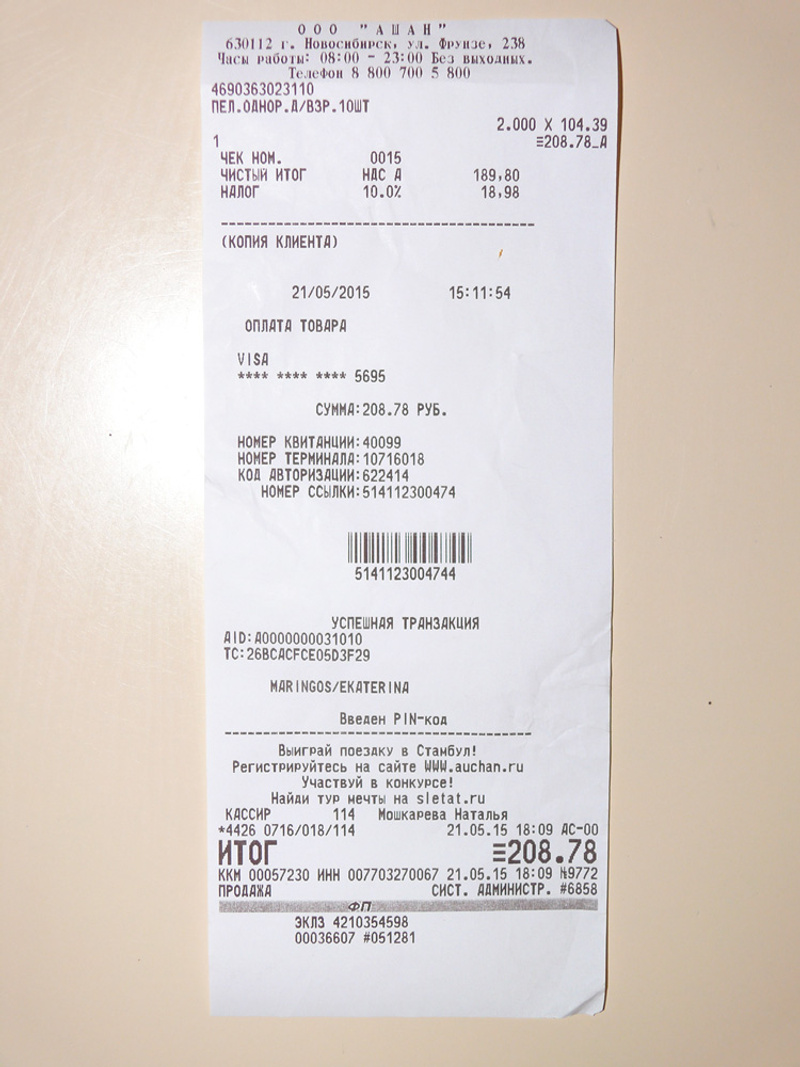 ООО "АШАН"
630112 г. Новосибирск, ул. Фрунзе, 238
Часы работы: 08:00 - 23:00 Без выходных.
Телефон 8 800 700 5 800
4690363023110
ПЕЛ.ОДНОР.Д/ВЗР.10ШТ
2.000 X 104.39
1 ≡208.78_А
ЧЕК НОМ. 0015
ЧИСТЫЙ ИТОГ НДС А 189,80
НАЛОГ 10.0% 18,98
(КОПИЯ КЛИЕНТА)
21/05/2015 15:11:54
ОПЛАТА ТОВАРА
VISA
**** **** **** 5695
СУММА:208.78 РУБ.
НОМЕР КВИТАНЦИИ:40099
НОМЕР ТЕРМИНАЛА:10716018
КОД АВТОРИЗАЦИИ:622414
НОМЕР ССЫЛКИ:514112300474
5141123004744
УСПЕШНАЯ ТРАНЗАКЦИЯ
AID:A0000000031010
TC:26BCACFCE05D3F29
MARINGOS/EKATERINA
Введен PIN-код
Выиграй поездку в Стамбул!
Регистрируйтесь на сайте WWW.auchan.ru
Участвуй в конкурсе!
Найди тур мечты на sletat.ru
КАССИР 114 Мошкарева Наталья
*4426 0716/018/114 21.05.15 18:09 АС-00
ИТОГ ≡208.78
ККМ 00057230 ИНН 007703270067 21.05.15 18:09 №9772
ПРОДАЖА СИСТ. АДМИНИСТР. #6858
ФП
ЭКЛЗ 4210354598
00036607 #051281